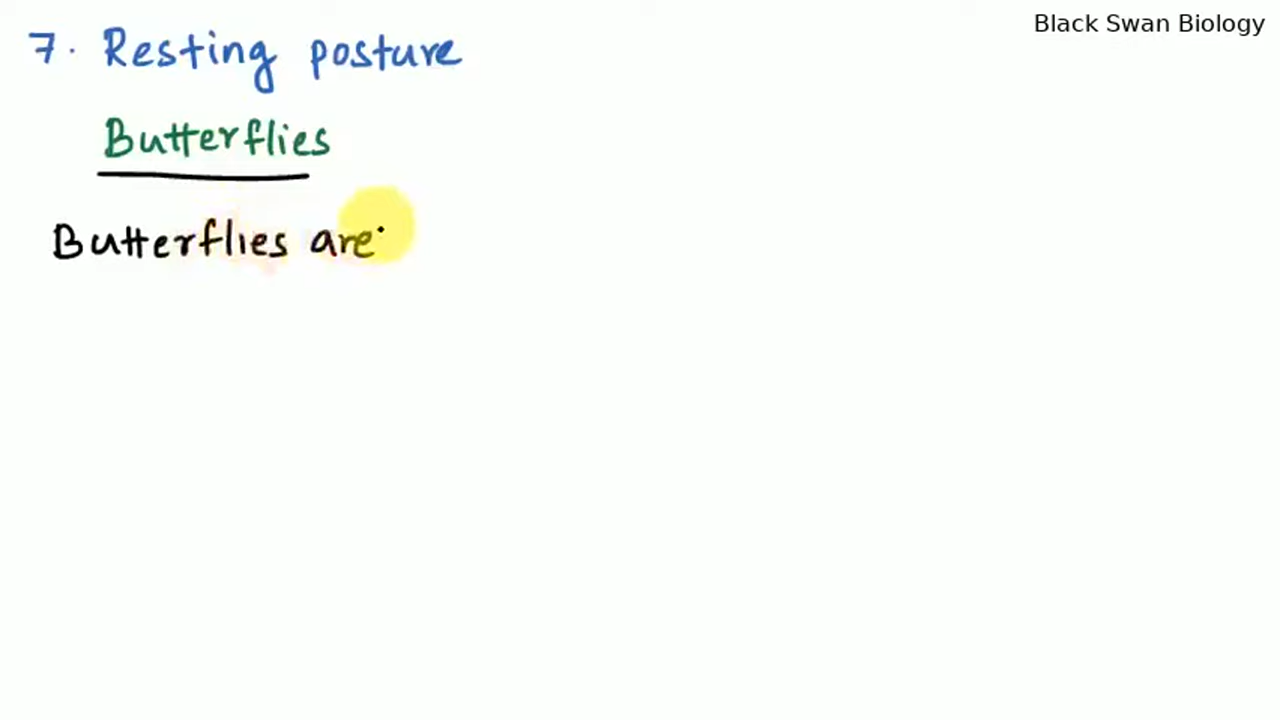 Black Swan Biology
7. Resting posture
Butterflies
Butterflies are